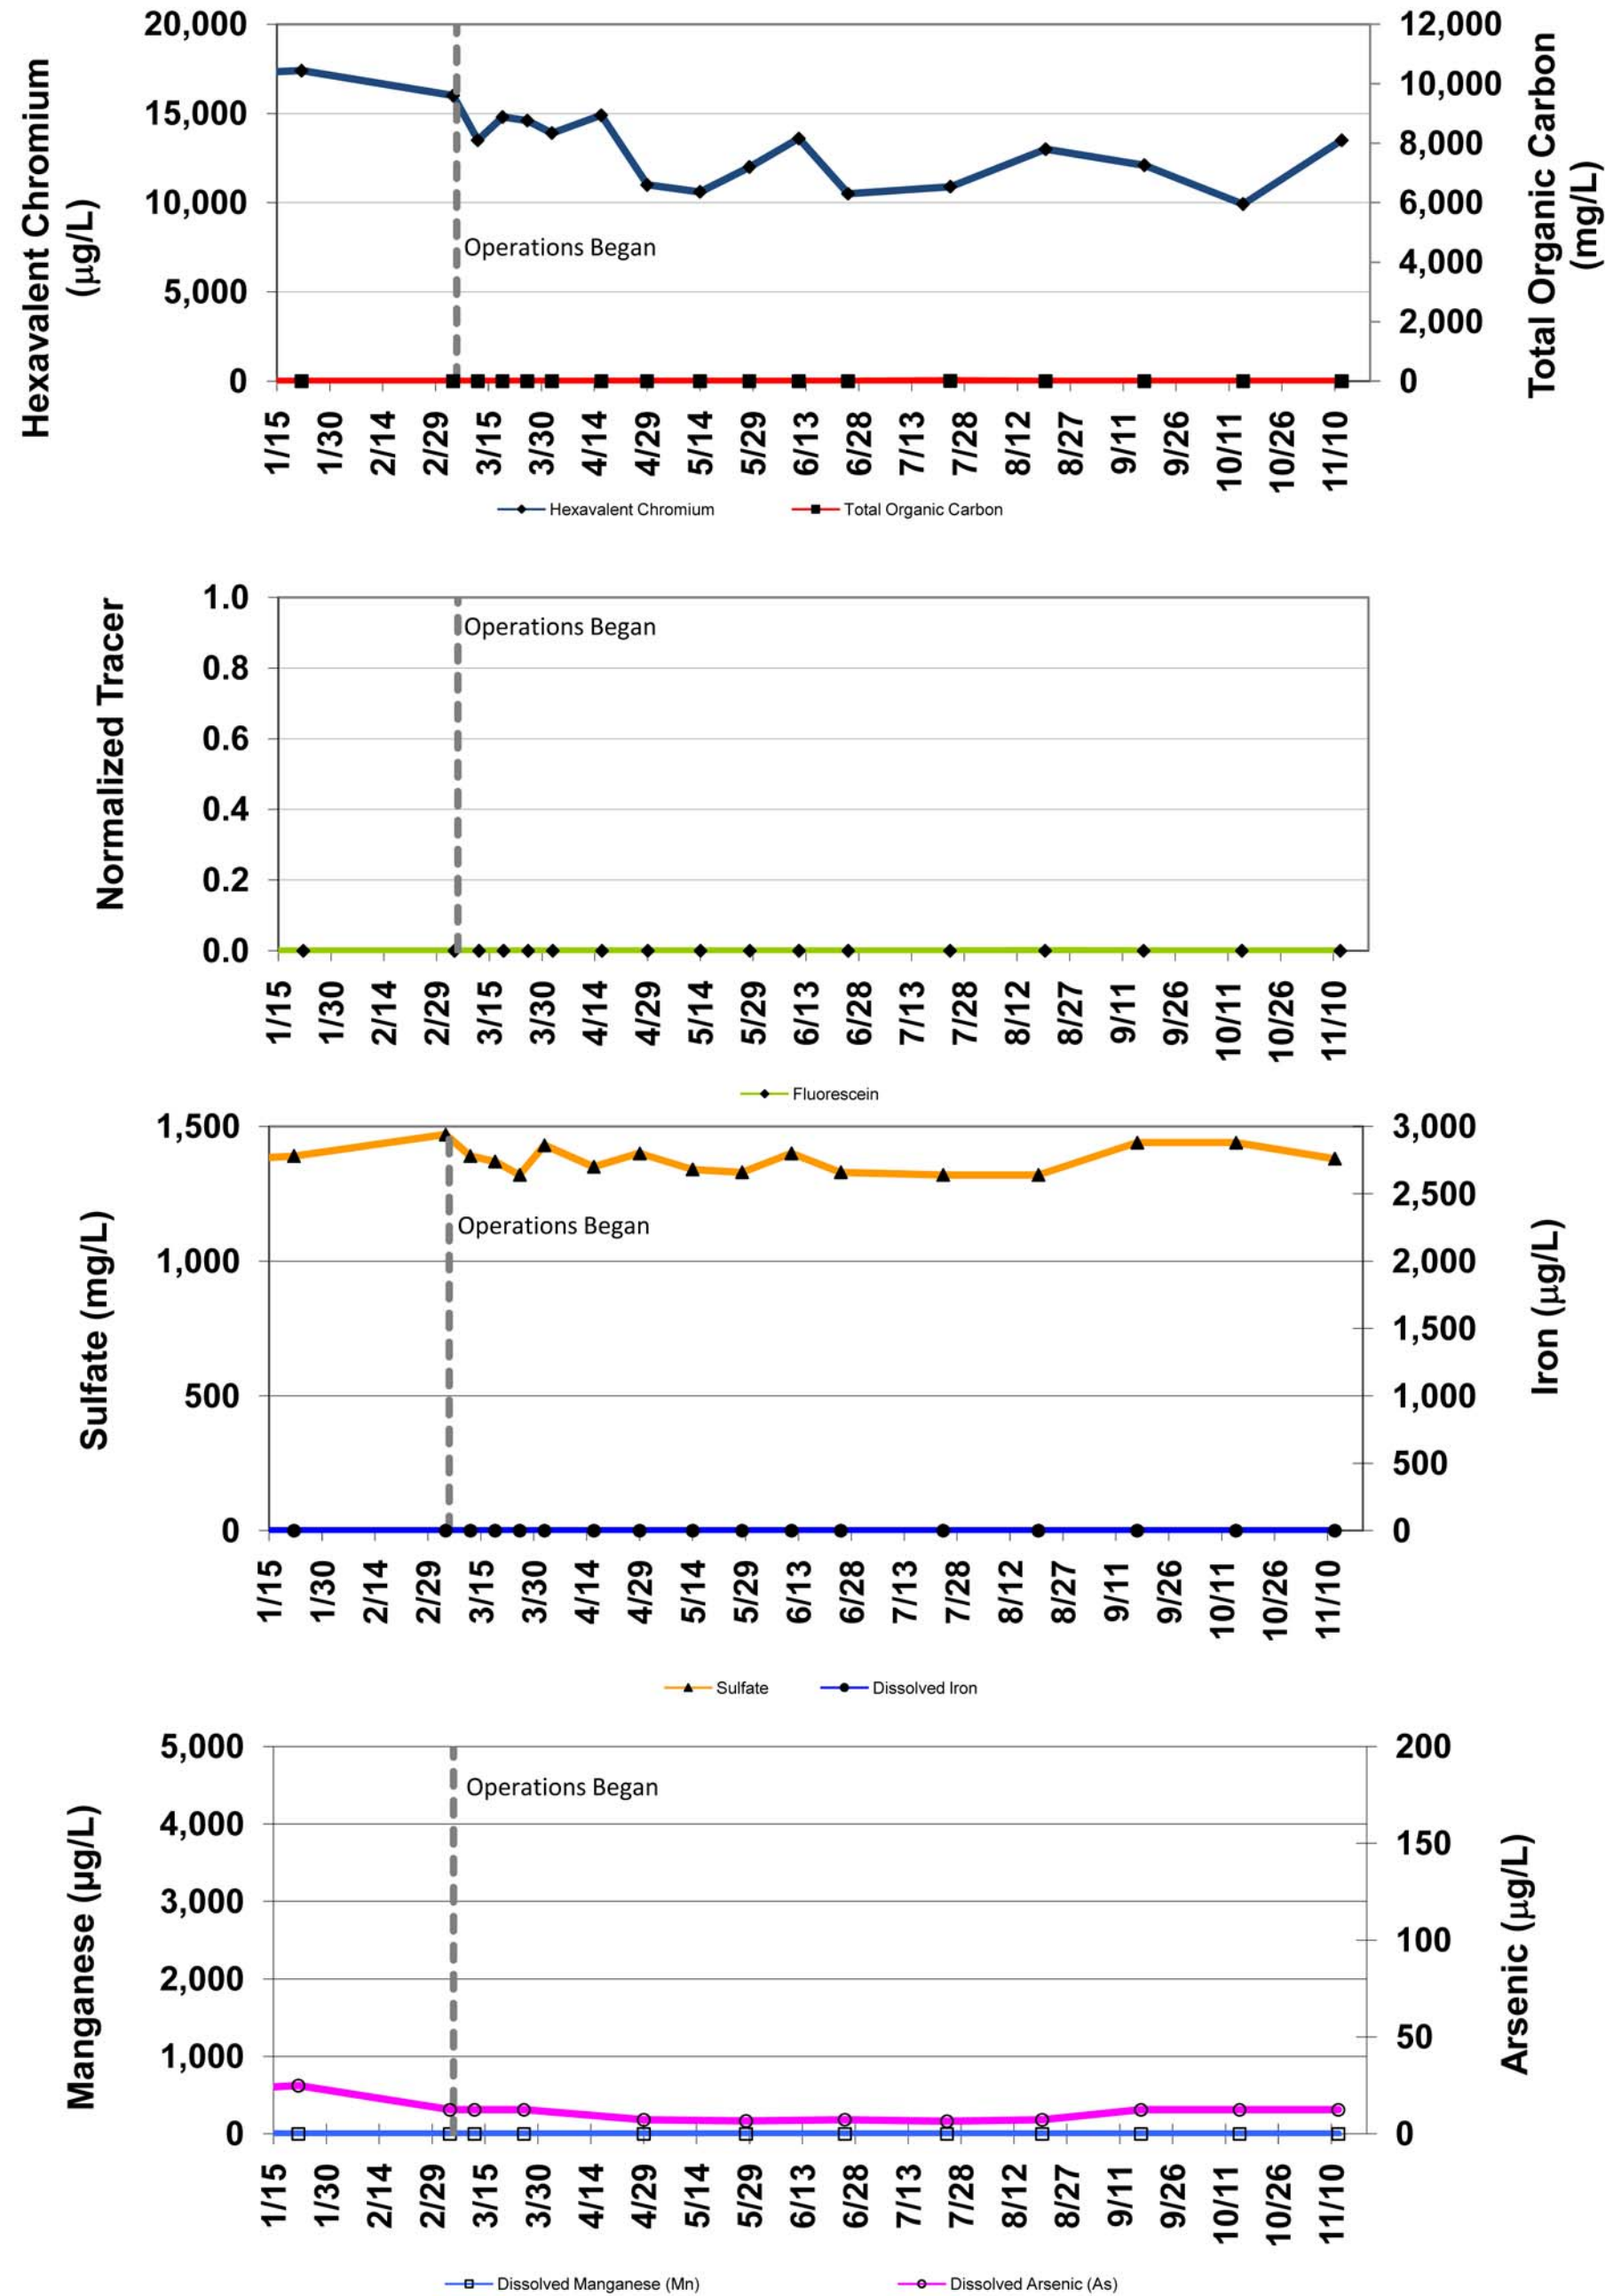 Hexavalent Chromium
(µg/L)
20,000
15,000
10,000
5,000
0
Operations Began
12,000
10,000
8,000
6,000
4,000
2,000
0
Total Organic Carbon
(mg/L)
1/15 1/30 2/14 2/29 3/15 3/30 4/14 4/29 5/14 5/29 6/13 6/28 7/13 7/28 8/12 8/27 9/11 9/26 10/11 10/26 11/10
Hexavalent Chromium Total Organic Carbon
Normalized Tracer
1.0
0.8
0.6
0.4
0.2
0.0
Operations Began
1/15 1/30 2/14 2/29 3/15 3/30 4/14 4/29 5/14 5/29 6/13 6/28 7/13 7/28 8/12 8/27 9/11 9/26 10/11 10/26 11/10
Fluorescein
Sulfate (mg/L)
1,500
1,000
500
0
Operations Began
3,000
2,500
2,000
1,500
1,000
500
0
Iron (µg/L)
1/15 1/30 2/14 2/29 3/15 3/30 4/14 4/29 5/14 5/29 6/13 6/28 7/13 7/28 8/12 8/27 9/11 9/26 10/11 10/26 11/10
Sulfate Dissolved Iron
Manganese (µg/L)
5,000
4,000
3,000
2,000
1,000
0
Operations Began
200
150
100
50
0
Arsenic (µg/L)
1/15 1/30 2/14 2/29 3/15 3/30 4/14 4/29 5/14 5/29 6/13 6/28 7/13 7/28 8/12 8/27 9/11 9/26 10/11 10/26 11/10
Dissolved Manganese (Mn) Dissolved Arsenic (As)